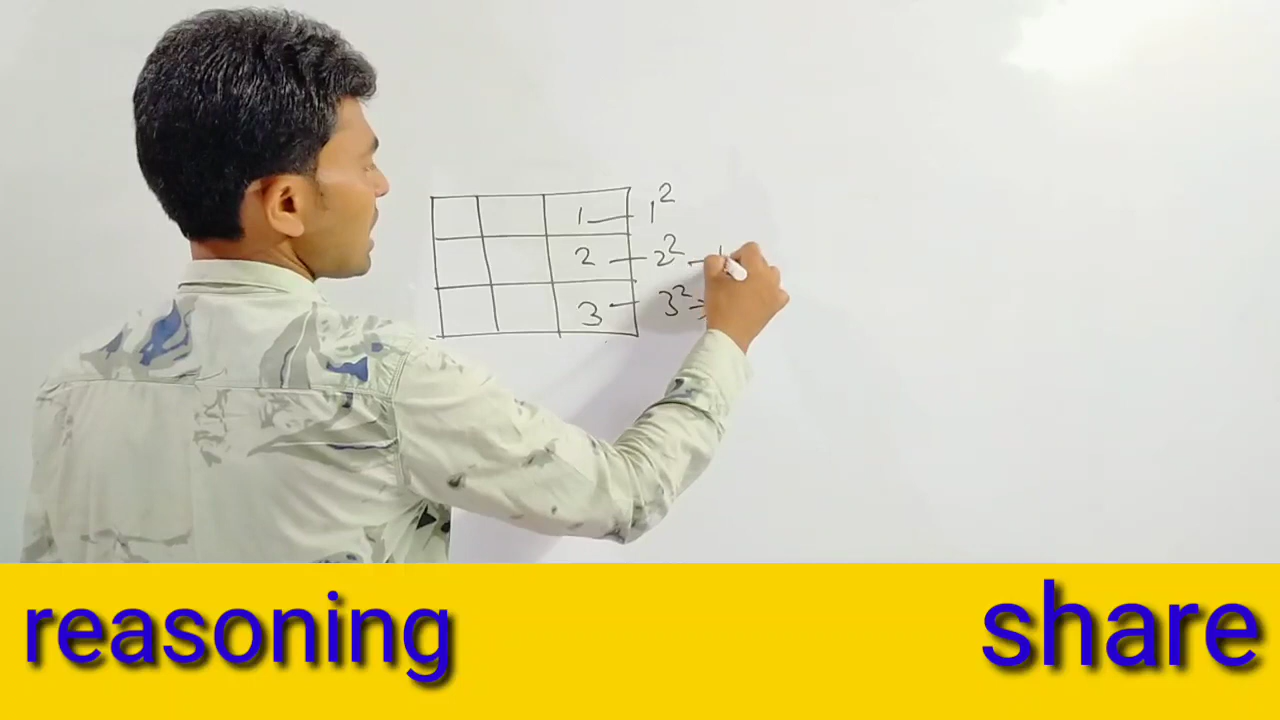 1 — 1²
2 — 2² —
3 — 3² →
reasoning
share